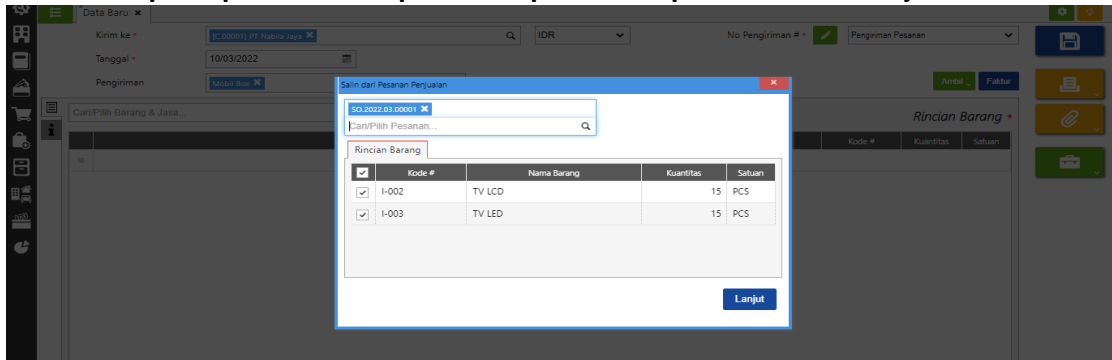 Data Baru
Kirim ke *
[C.00001] PT Nabila Jaya
IDR
No Pengiriman # *
Pengiriman Pesanan
Tanggal *
10/03/2022
Pengiriman
Mobil Box
Ambil
Faktur
Salin dari Pesanan Penjualan
SO.2022.03.00001
Cari/Pilih Pesanan...
Cari/Pilih Barang & Jasa...
Rincian Barang *
Rincian Barang
Kode # Nama Barang Kuantitas Satuan
Kode # Kuantitas Satuan
I-002 TV LCD 15 PCS
I-003 TV LED 15 PCS
Lanjut